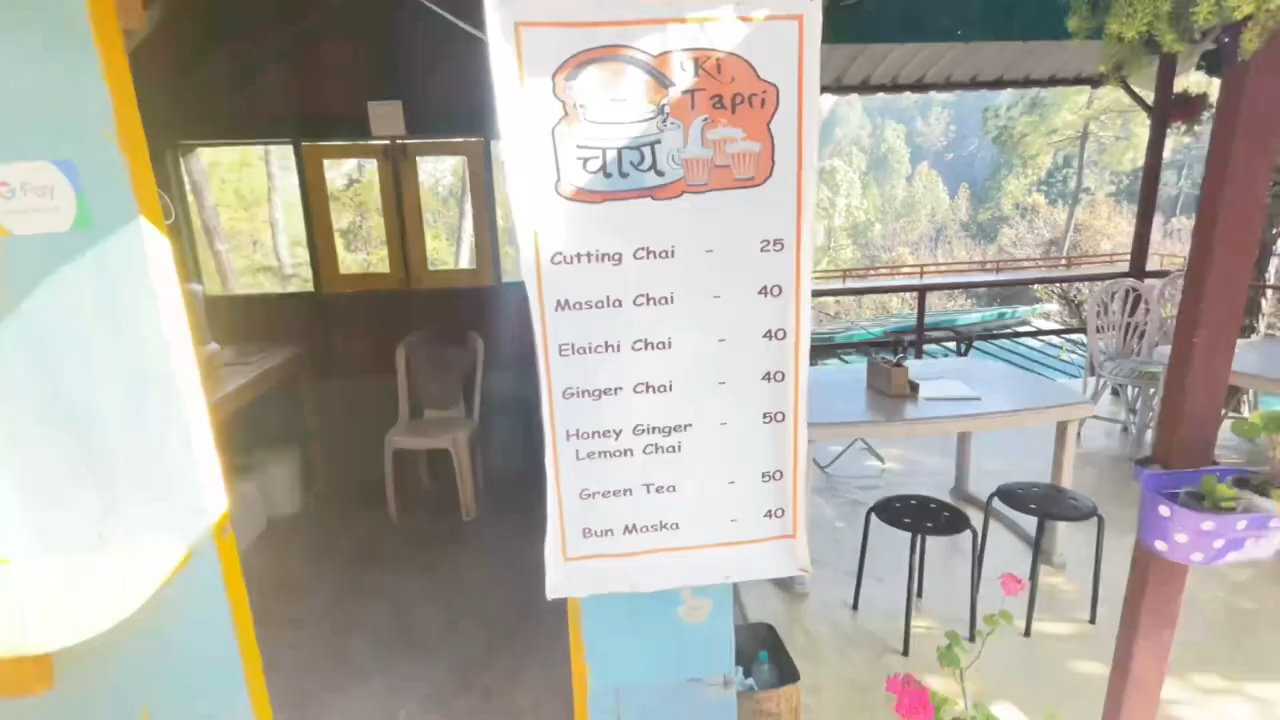 Ki
Tapri
चाय
Cutting Chai - 25
Masala Chai - 40
Elaichi Chai - 40
Ginger Chai - 40
Honey Ginger - 50
Lemon Chai
Green Tea - 50
Bun Maska - 40
G Pay